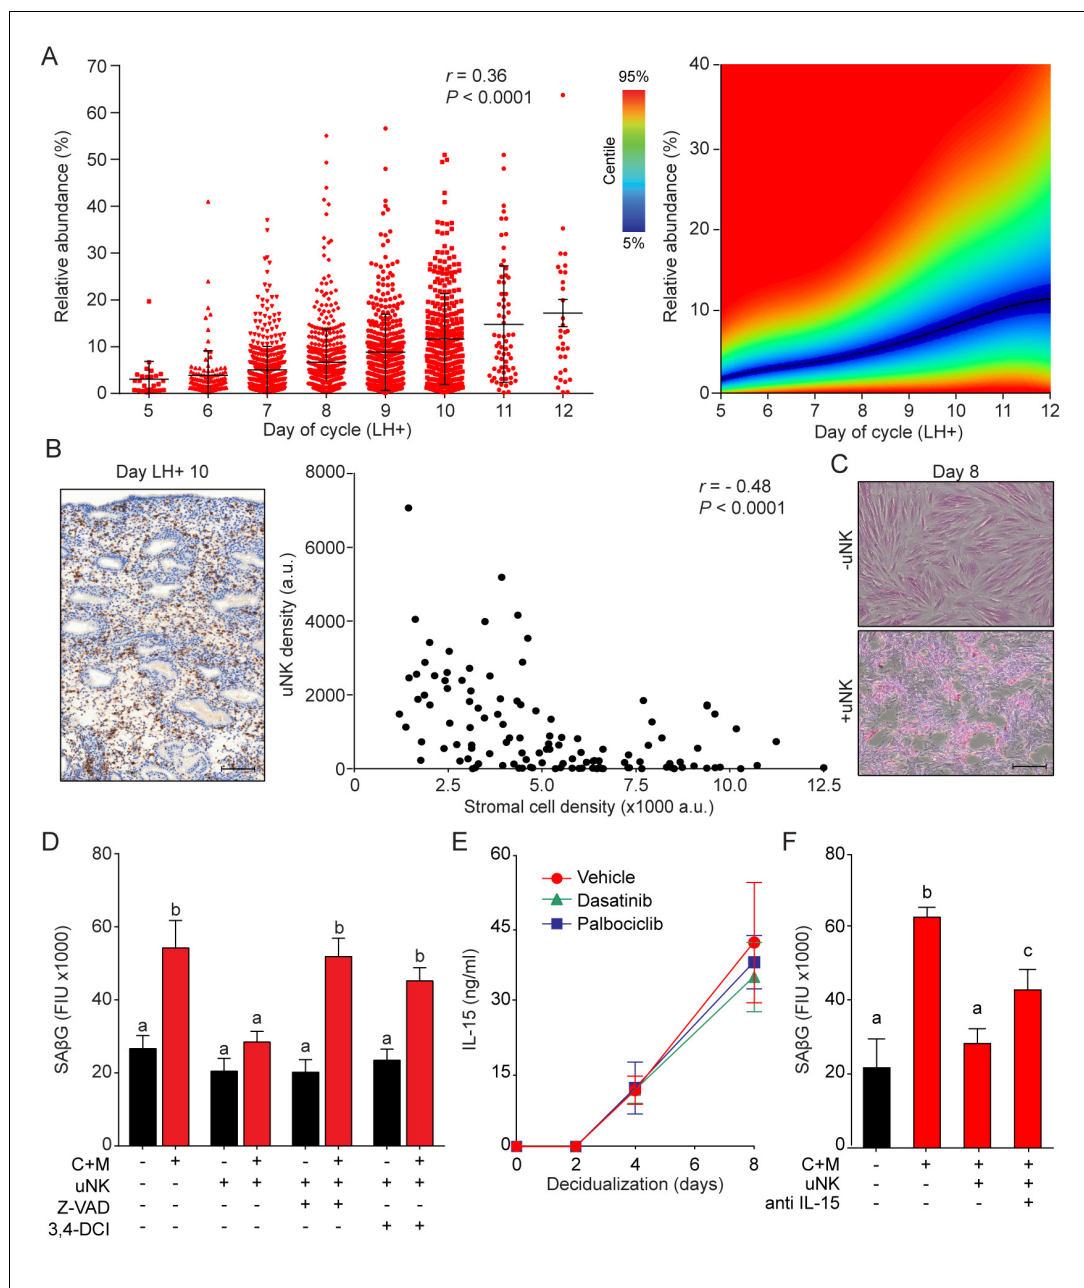 A
70
60
50
40
30
20
10
0
Relative abundance (%)
r = 0.36
P < 0.0001
5 6 7 8 9 10 11 12
Day of cycle (LH+)
95%
Centile
5%
40
30
20
10
0
Relative abundance (%)
5 6 7 8 9 10 11 12
Day of cycle (LH+)
B
Day LH+ 10
8000
6000
4000
2000
0
uNK density (a.u.)
r = - 0.48
P < 0.0001
0 2.5 5.0 7.5 10.0 12.5
Stromal cell density (x1000 a.u.)
C
Day 8
-uNK
+uNK
D
80
60
40
20
0
SAβG (FIU x1000)
a b a a a b a b
C+M - + - + - + - +
uNK - - + + + + + +
Z-VAD - - - - + + - -
3,4-DCI - - - - - - + +
E
60
45
30
15
0
IL-15 (ng/ml)
Vehicle
Dasatinib
Palbociclib
0 2 4 8
Decidualization (days)
F
80
60
40
20
0
SAβG (FIU x1000)
a b a c
C+M - + + +
uNK - - + +
anti IL-15 - - - +